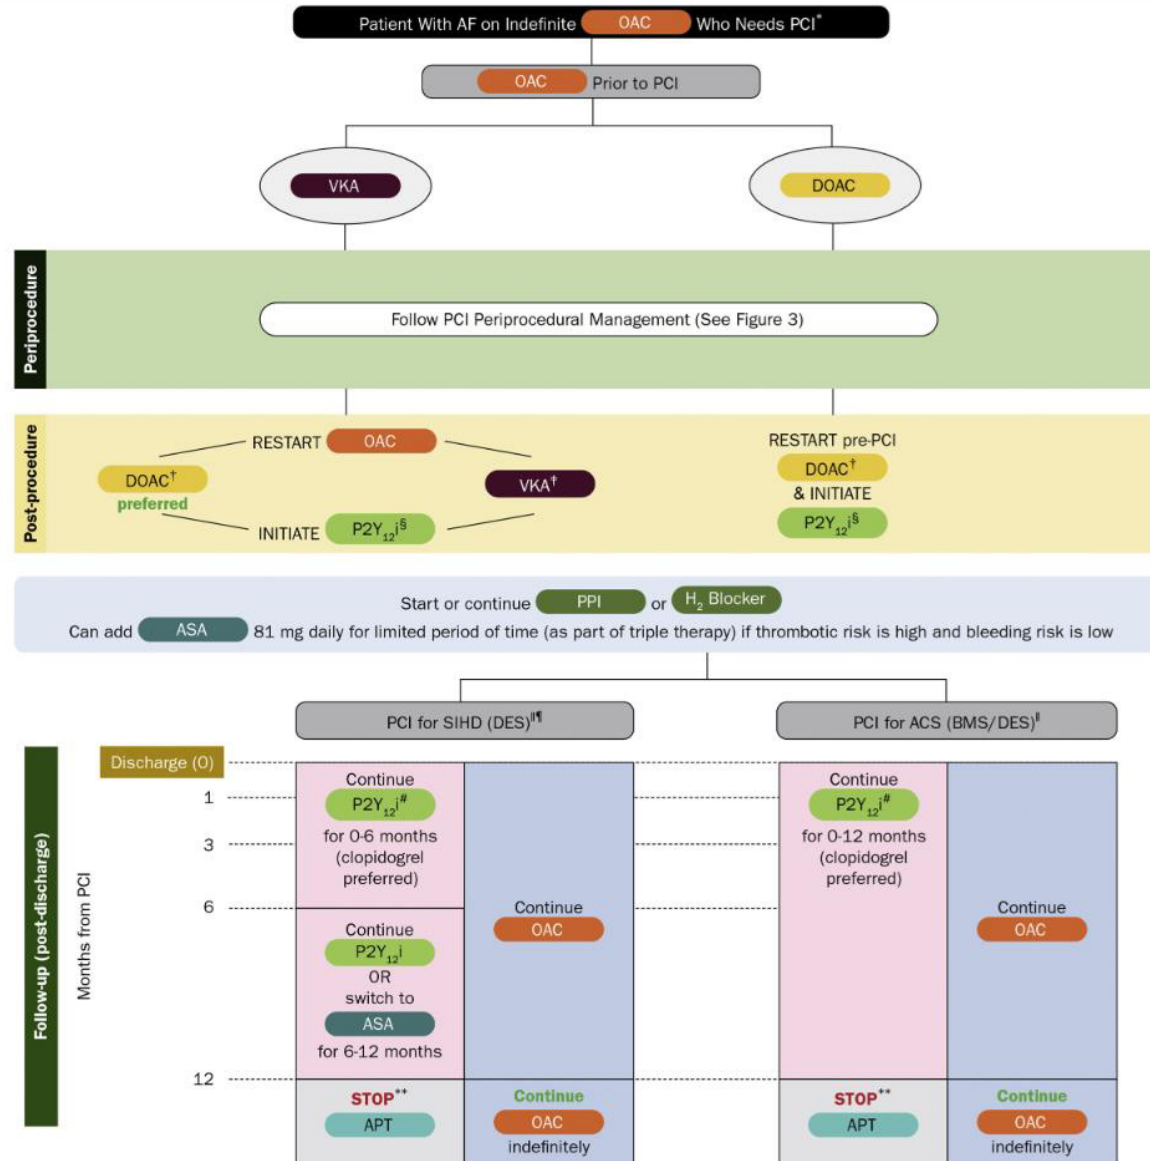 Patient With AF on Indefinite OAC Who Needs PCI*
OAC Prior to PCI
VKA
DOAC
Periprocedure
Follow PCI Periprocedural Management (See Figure 3)
Post-procedure
RESTART OAC
DOAC†
preferred
VKA†
INITIATE P2Y₁₂i§
RESTART pre-PCI
DOAC†
& INITIATE
P2Y₁₂i§
Start or continue PPI or H₂ Blocker
Can add ASA 81 mg daily for limited period of time (as part of triple therapy) if thrombotic risk is high and bleeding risk is low
PCI for SIHD (DES)‖¶
PCI for ACS (BMS/DES)‖
Follow-up (post-discharge)
Months from PCI
Discharge (0)
1
3
6
12
Continue
P2Y₁₂i#
for 0-6 months
(clopidogrel
preferred)
Continue
P2Y₁₂i
OR
switch to
ASA
for 6-12 months
Continue
OAC
STOP**
APT
Continue
OAC
indefinitely
Continue
P2Y₁₂i#
for 0-12 months
(clopidogrel
preferred)
Continue
OAC
STOP**
APT
Continue
OAC
indefinitely